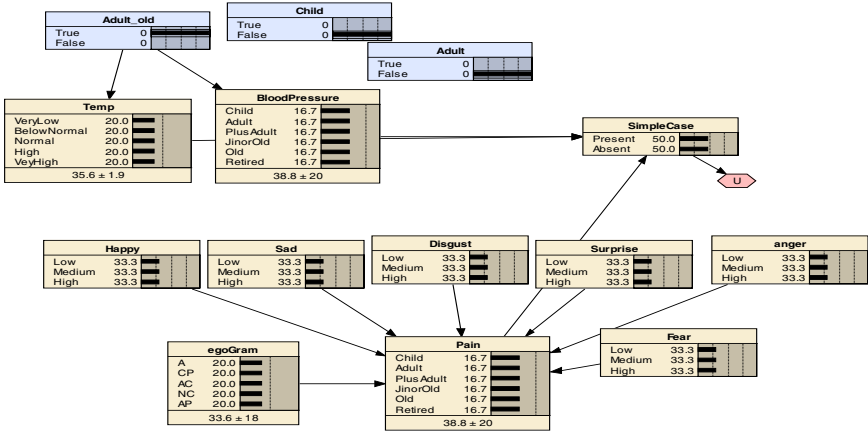 Adult_old
True 0
False 0
Child
True 0
False 0
Adult
True 0
False 0
Temp
VeryLow 20.0
BelowNormal 20.0
Normal 20.0
High 20.0
VeyHigh 20.0
35.6 ± 1.9
BloodPressure
Child 16.7
Adult 16.7
PlusAdult 16.7
JinorOld 16.7
Old 16.7
Retired 16.7
38.8 ± 20
SimpleCase
Present 50.0
Absent 50.0
U
Happy
Low 33.3
Medium 33.3
High 33.3
Sad
Low 33.3
Medium 33.3
High 33.3
Disgust
Low 33.3
Medium 33.3
High 33.3
Surprise
Low 33.3
Medium 33.3
High 33.3
anger
Low 33.3
Medium 33.3
High 33.3
egoGram
A 20.0
CP 20.0
AC 20.0
NC 20.0
AP 20.0
33.6 ± 18
Pain
Child 16.7
Adult 16.7
PlusAdult 16.7
JinorOld 16.7
Old 16.7
Retired 16.7
38.8 ± 20
Fear
Low 33.3
Medium 33.3
High 33.3